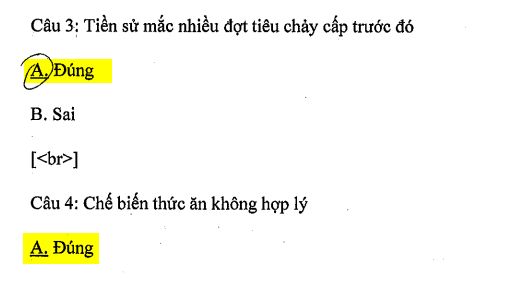 Câu 3: Tiền sử mắc nhiều đợt tiêu chảy cấp trước đó
A. Đúng
B. Sai
[<br>]
Câu 4: Chế biến thức ăn không hợp lý
A. Đúng